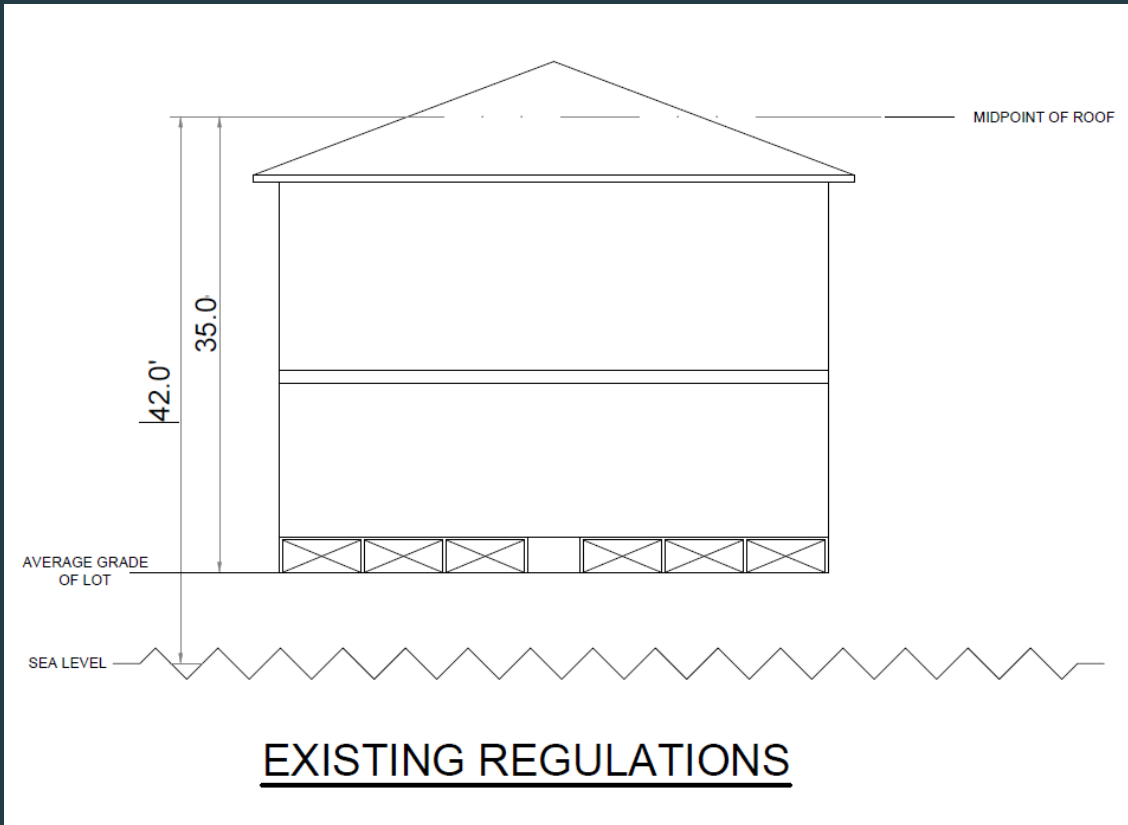 MIDPOINT OF ROOF
35.0
42.0'
AVERAGE GRADE
OF LOT
SEA LEVEL
EXISTING REGULATIONS